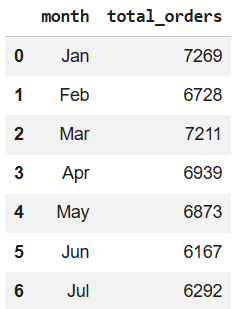 month total_orders
0 Jan 7269
1 Feb 6728
2 Mar 7211
3 Apr 6939
4 May 6873
5 Jun 6167
6 Jul 6292